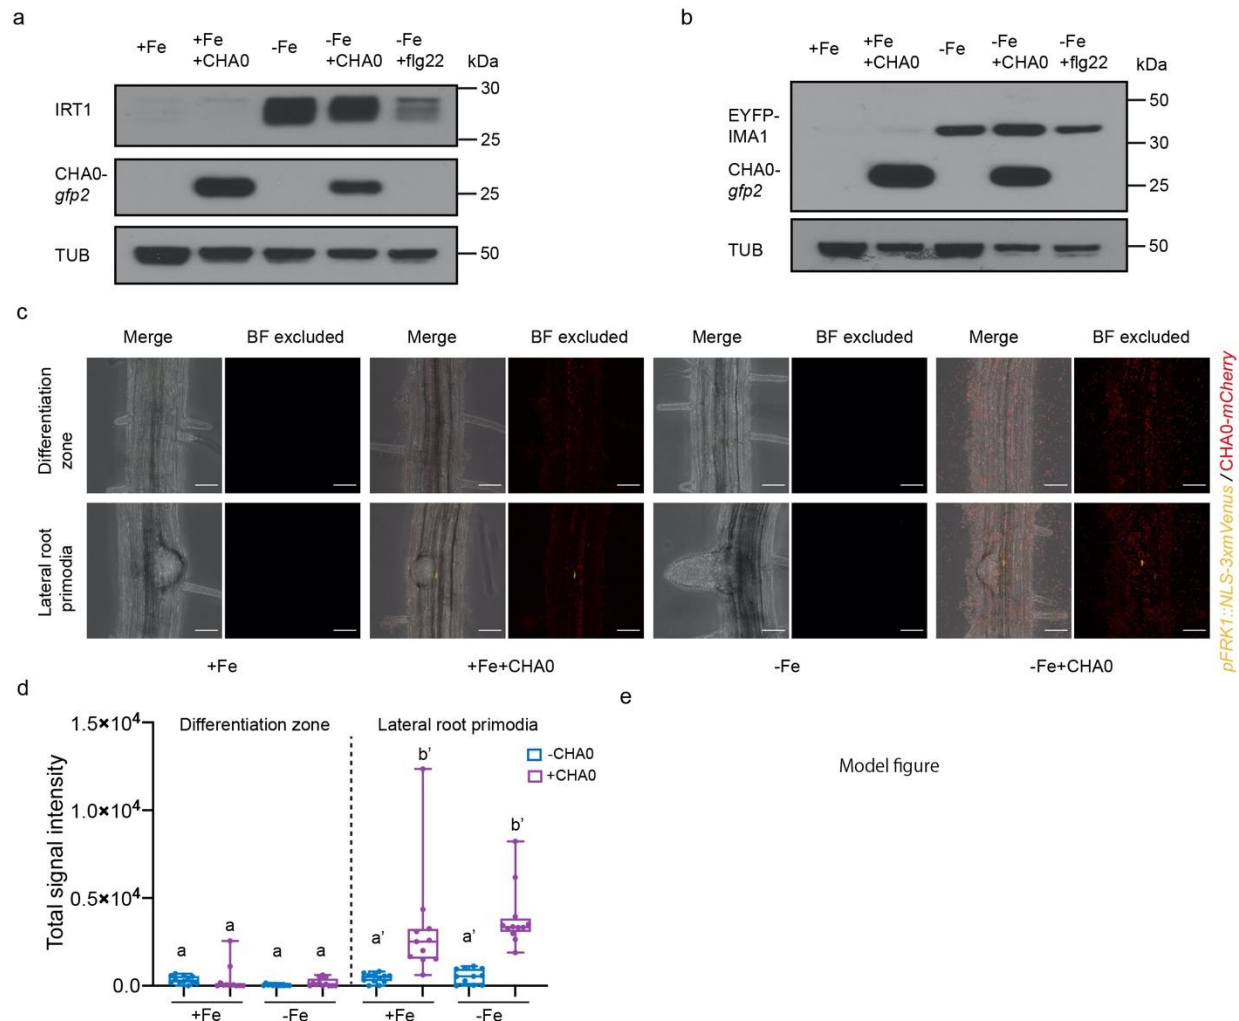 a
+Fe
+Fe
+CHA0
-Fe
-Fe
+CHA0
-Fe
+flg22
kDa
IRT1
30
25
CHA0-
gfp2
25
TUB
50
b
+Fe
+Fe
+CHA0
-Fe
-Fe
+CHA0
-Fe
+flg22
kDa
EYFP-
IMA1
50
30
CHA0-
gfp2
25
TUB
50
c
Merge BF excluded Merge BF excluded Merge BF excluded Merge BF excluded
Differentiation
zone
Lateral root
primodia
pFRK1::NLS-3xmVenus / CHA0-mCherry
+Fe +Fe+CHA0 -Fe -Fe+CHA0
d
Total signal intensity
1.5×10⁴
1.0×10⁴
0.5×10⁴
0.0
Differentiation zone Lateral root primodia
-CHA0
+CHA0
a a a a a' b' a' b'
+Fe -Fe +Fe -Fe
e
Model figure